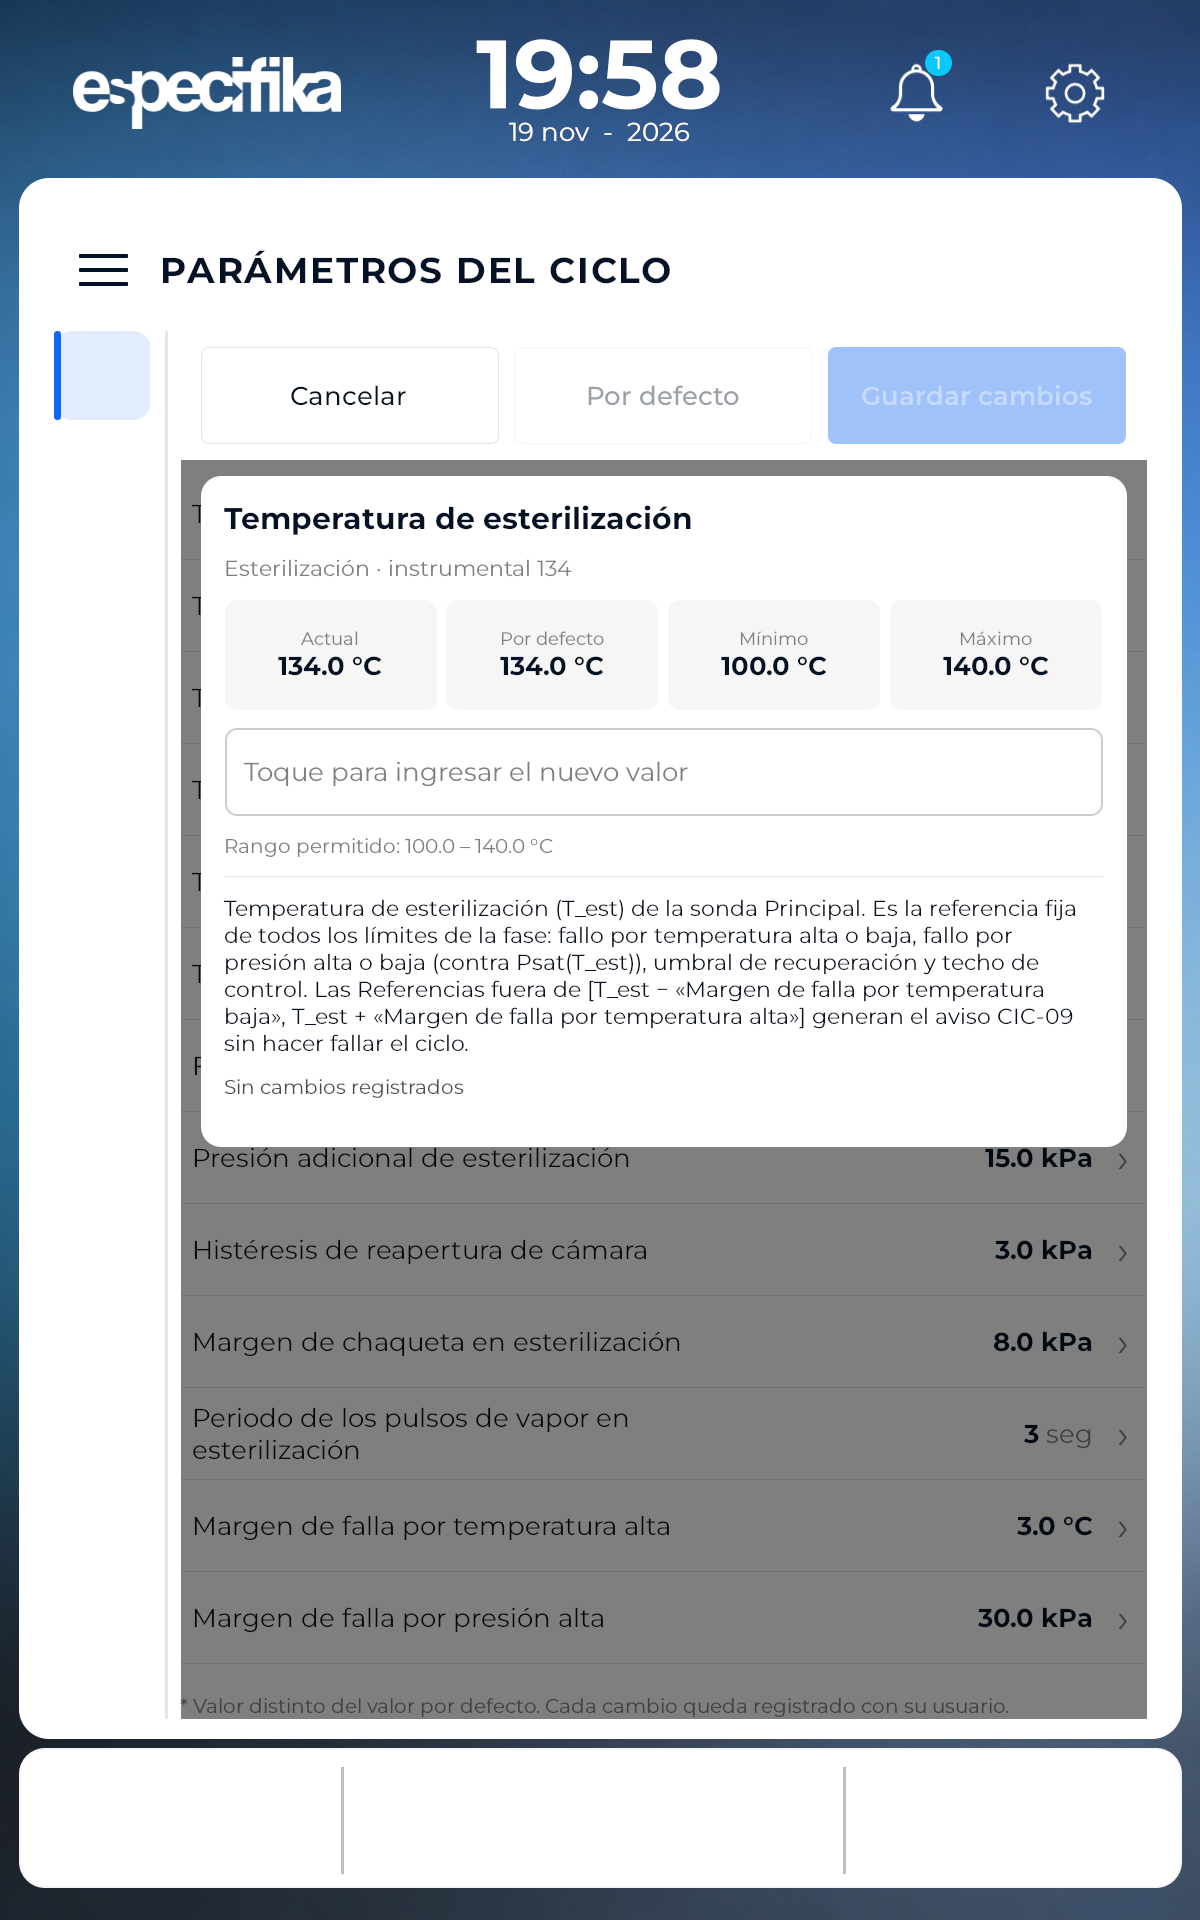 especifika
19:58
19 nov - 2026
1
PARÁMETROS DEL CICLO
Cancelar
Por defecto
Guardar cambios
Temperatura de esterilización
Esterilización · instrumental 134
Actual
134.0 °C
Por defecto
134.0 °C
Mínimo
100.0 °C
Máximo
140.0 °C
Toque para ingresar el nuevo valor
Rango permitido: 100.0 – 140.0 °C
Temperatura de esterilización (T_est) de la sonda Principal. Es la referencia fija
de todos los límites de la fase: fallo por temperatura alta o baja, fallo por
presión alta o baja (contra Psat(T_est)), umbral de recuperación y techo de
control. Las Referencias fuera de [T_est − «Margen de falla por temperatura
baja», T_est + «Margen de falla por temperatura alta»] generan el aviso CIC-09
sin hacer fallar el ciclo.
Sin cambios registrados
Presión adicional de esterilización 15.0 kPa ›
Histéresis de reapertura de cámara 3.0 kPa ›
Margen de chaqueta en esterilización 8.0 kPa ›
Periodo de los pulsos de vapor en
esterilización 3 seg ›
Margen de falla por temperatura alta 3.0 °C ›
Margen de falla por presión alta 30.0 kPa ›
* Valor distinto del valor por defecto. Cada cambio queda registrado con su usuario.